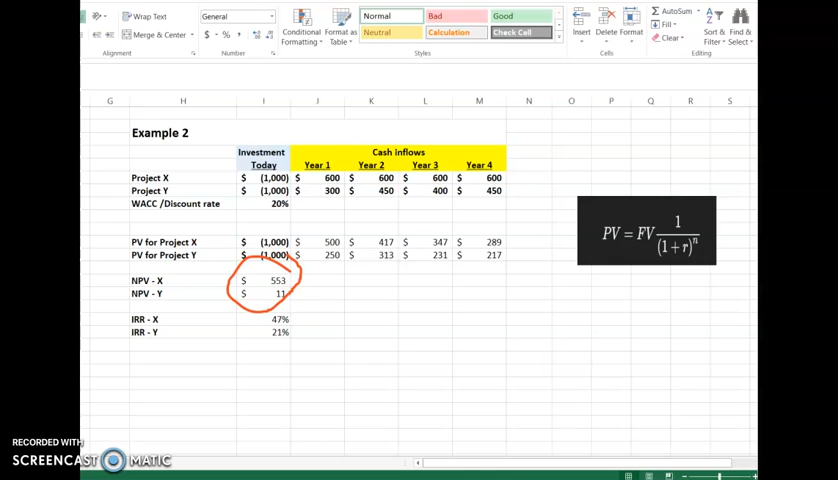 Wrap Text
General
Normal
Bad
Good
Merge & Center
$ % ,
Conditional Formatting
Format as Table
Neutral
Calculation
Check Cell
Insert
Delete
Format
AutoSum
Fill
Clear
Sort & Filter
Find & Select
Alignment
Number
Styles
Cells
Editing
G H I J K L M N O P Q R S
Example 2
Investment Cash inflows
Today Year 1 Year 2 Year 3 Year 4
Project X $ (1,000) $ 600 $ 600 $ 600 $ 600
Project Y $ (1,000) $ 300 $ 450 $ 400 $ 450
WACC /Discount rate 20%
PV for Project X $ (1,000) $ 500 $ 417 $ 347 $ 289
PV for Project Y $ (1,000) $ 250 $ 313 $ 231 $ 217
NPV - X $ 553
NPV - Y $ 11
IRR - X 47%
IRR - Y 21%
PV = FV 1 / (1 + r)^n
RECORDED WITH
SCREENCAST MATIC